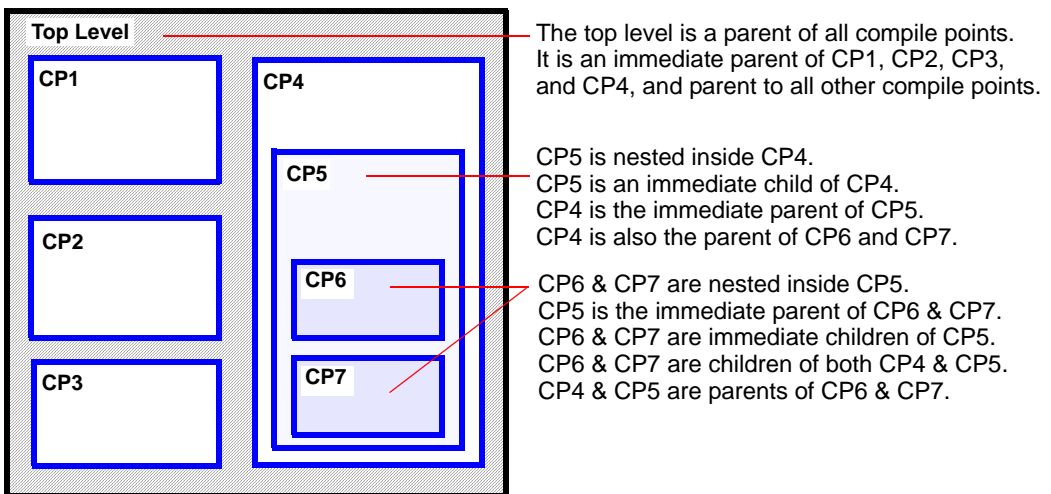 Top Level
CP1
CP2
CP3
CP4
CP5
CP6
CP7
The top level is a parent of all compile points.
It is an immediate parent of CP1, CP2, CP3,
and CP4, and parent to all other compile points.
CP5 is nested inside CP4.
CP5 is an immediate child of CP4.
CP4 is the immediate parent of CP5.
CP4 is also the parent of CP6 and CP7.
CP6 & CP7 are nested inside CP5.
CP5 is the immediate parent of CP6 & CP7.
CP6 & CP7 are immediate children of CP5.
CP6 & CP7 are children of both CP4 & CP5.
CP4 & CP5 are parents of CP6 & CP7.